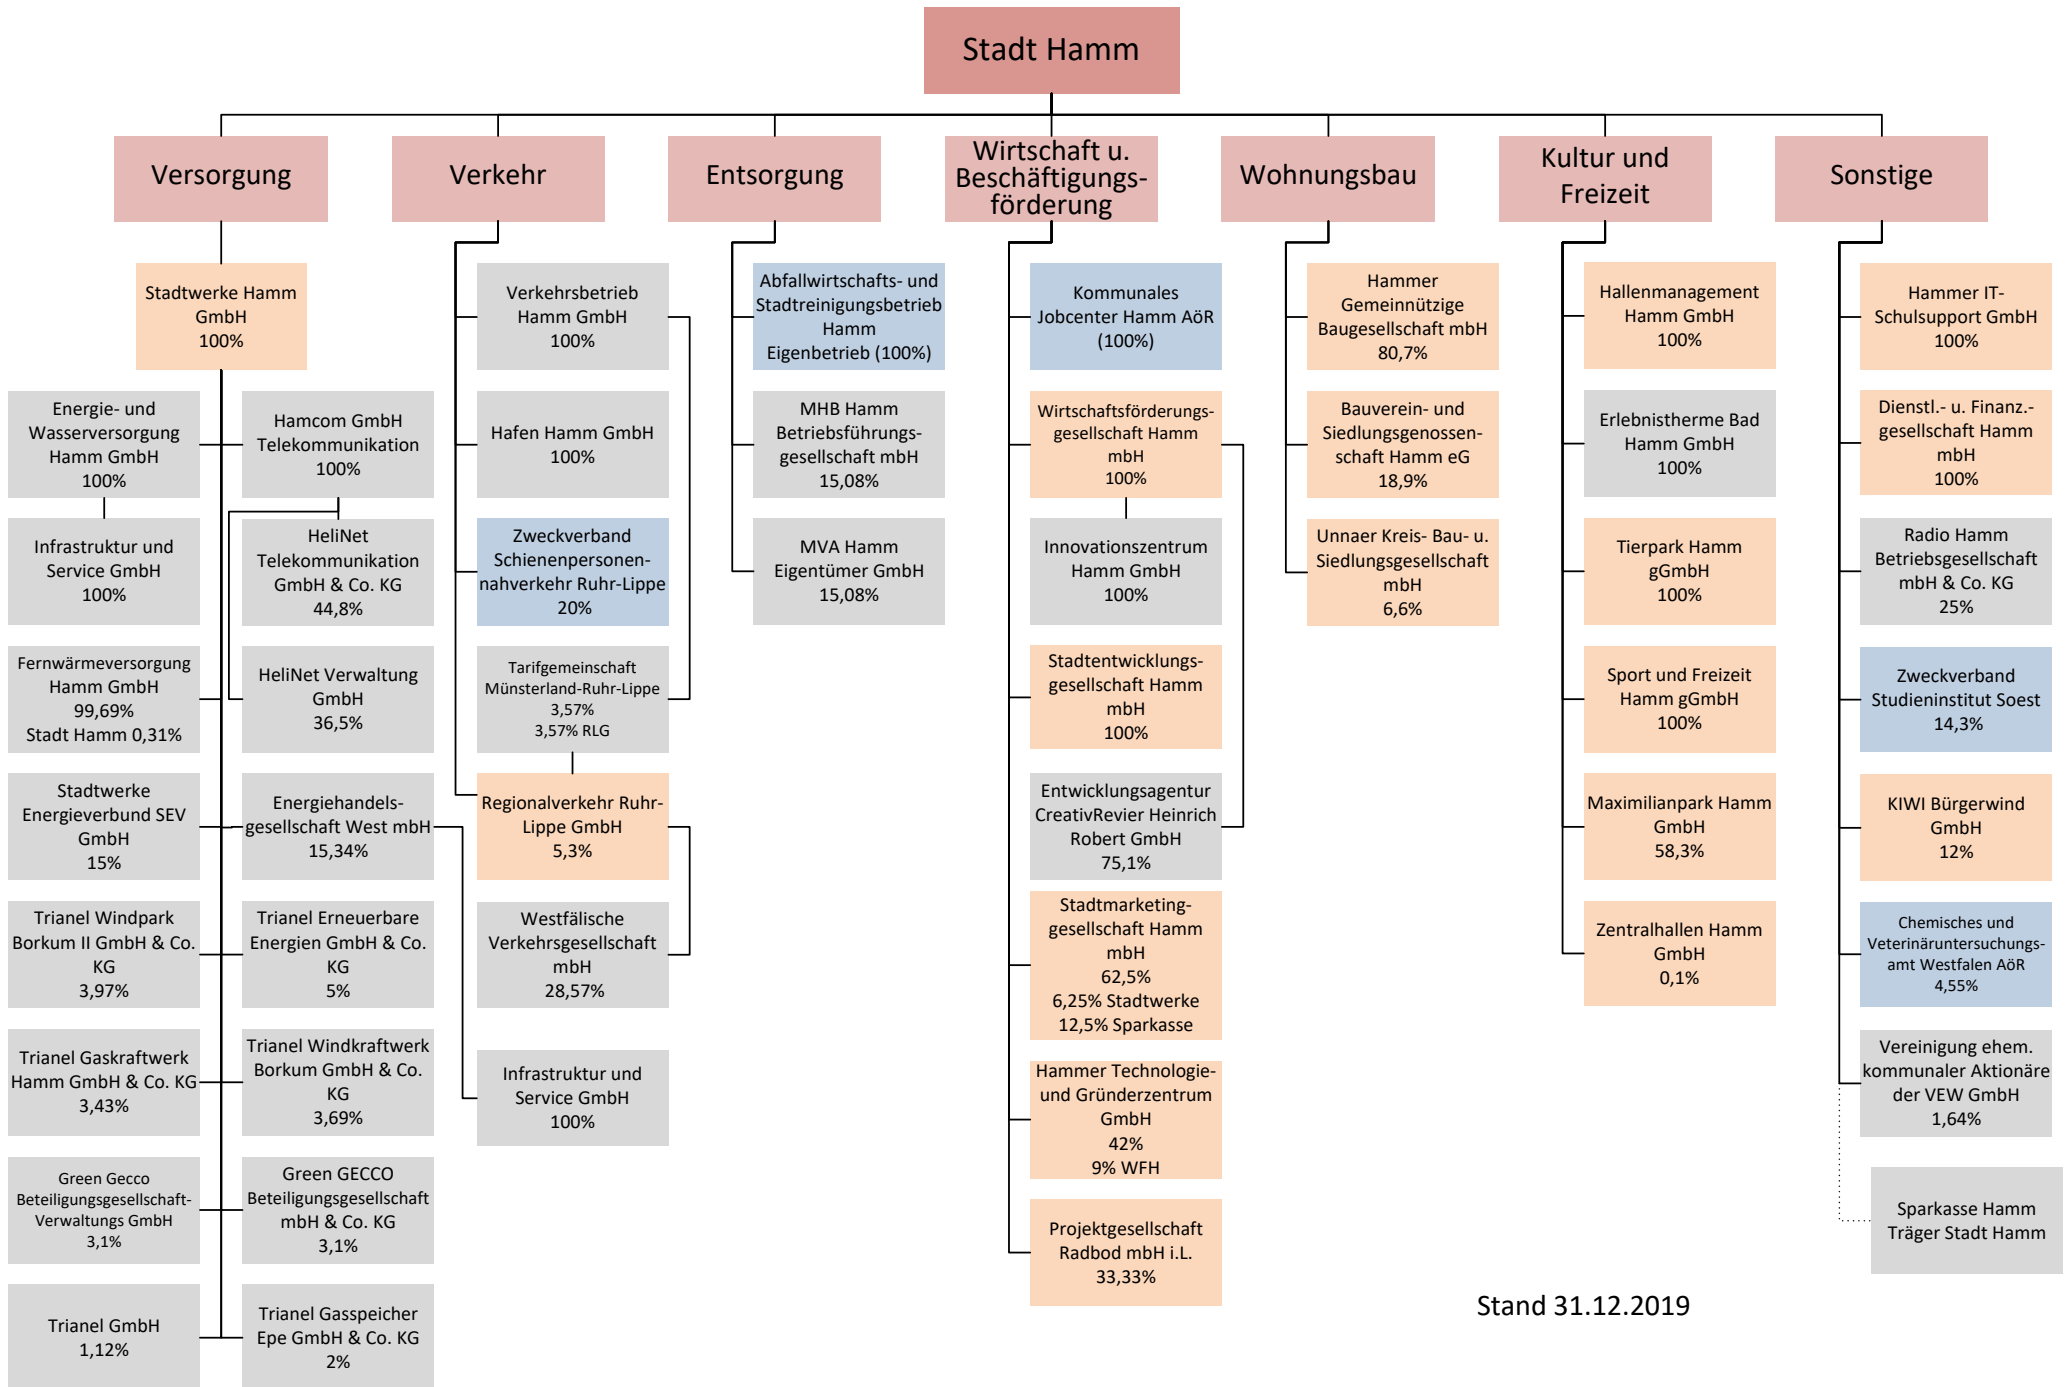 Stadt Hamm
Versorgung
Verkehr
Entsorgung
Wirtschaft u.
Beschäftigungs-
förderung
Wohnungsbau
Kultur und
Freizeit
Sonstige
Stadtwerke Hamm
GmbH
100%
Energie- und
Wasserversorgung
Hamm GmbH
100%
Hamcom GmbH
Telekommunikation
100%
Infrastruktur und
Service GmbH
100%
HeliNet
Telekommunikation
GmbH & Co. KG
44,8%
Fernwärmeversorgung
Hamm GmbH
99,69%
Stadt Hamm 0,31%
HeliNet Verwaltung
GmbH
36,5%
Stadtwerke
Energieverbund SEV
GmbH
15%
Energiehandels-
gesellschaft West mbH
15,34%
Trianel Windpark
Borkum II GmbH & Co.
KG
3,97%
Trianel Erneuerbare
Energien GmbH & Co.
KG
5%
Trianel Gaskraftwerk
Hamm GmbH & Co. KG
3,43%
Trianel Windkraftwerk
Borkum GmbH & Co.
KG
3,69%
Green Gecco
Beteiligungsgesellschaft-
Verwaltungs GmbH
3,1%
Green GECCO
Beteiligungsgesellschaft
mbH & Co. KG
3,1%
Trianel GmbH
1,12%
Trianel Gasspeicher
Epe GmbH & Co. KG
2%
Verkehrsbetrieb
Hamm GmbH
100%
Hafen Hamm GmbH
100%
Zweckverband
Schienenpersonen-
nahverkehr Ruhr-Lippe
20%
Tarifgemeinschaft
Münsterland-Ruhr-Lippe
3,57%
3,57% RLG
Regionalverkehr Ruhr-
Lippe GmbH
5,3%
Westfälische
Verkehrsgesellschaft
mbH
28,57%
Infrastruktur und
Service GmbH
100%
Abfallwirtschafts- und
Stadtreinigungsbetrieb
Hamm
Eigenbetrieb (100%)
MHB Hamm
Betriebsführungs-
gesellschaft mbH
15,08%
MVA Hamm
Eigentümer GmbH
15,08%
Kommunales
Jobcenter Hamm AöR
(100%)
Wirtschaftsförderungs-
gesellschaft Hamm
mbH
100%
Innovationszentrum
Hamm GmbH
100%
Stadtentwicklungs-
gesellschaft Hamm
mbH
100%
Entwicklungsagentur
CreativRevier Heinrich
Robert GmbH
75,1%
Stadtmarketing-
gesellschaft Hamm
mbH
62,5%
6,25% Stadtwerke
12,5% Sparkasse
Hammer Technologie-
und Gründerzentrum
GmbH
42%
9% WFH
Projektgesellschaft
Radbod mbH i.L.
33,33%
Hammer
Gemeinnützige
Baugesellschaft mbH
80,7%
Bauverein- und
Siedlungsgenossen-
schaft Hamm eG
18,9%
Unnaer Kreis- Bau- u.
Siedlungsgesellschaft
mbH
6,6%
Hallenmanagement
Hamm GmbH
100%
Erlebnistherme Bad
Hamm GmbH
100%
Tierpark Hamm
gGmbH
100%
Sport und Freizeit
Hamm gGmbH
100%
Maximilianpark Hamm
GmbH
58,3%
Zentralhallen Hamm
GmbH
0,1%
Hammer IT-
Schulsupport GmbH
100%
Dienstl.- u. Finanz.-
gesellschaft Hamm
mbH
100%
Radio Hamm
Betriebsgesellschaft
mbH & Co. KG
25%
Zweckverband
Studieninstitut Soest
14,3%
KIWI Bürgerwind
GmbH
12%
Chemisches und
Veterinäruntersuchungs-
amt Westfalen AöR
4,55%
Vereinigung ehem.
kommunaler Aktionäre
der VEW GmbH
1,64%
Sparkasse Hamm
Träger Stadt Hamm
Stand 31.12.2019